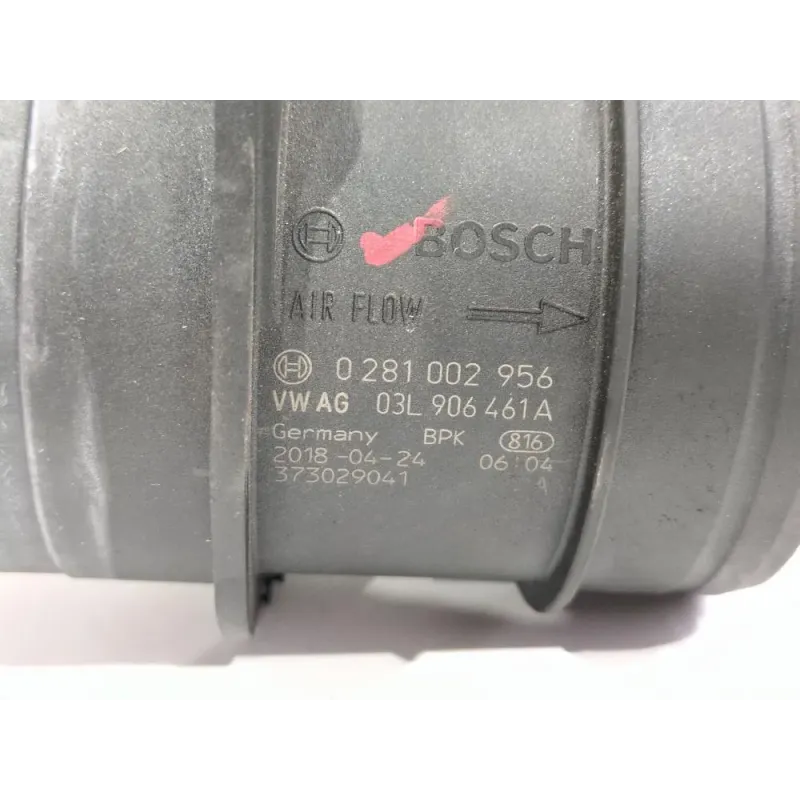 BOSCH
AIR FLOW
0 281 002 956
VW AG 03L 906 461 A
Germany BPK 816
2018-04-24 06:04
373029041 A